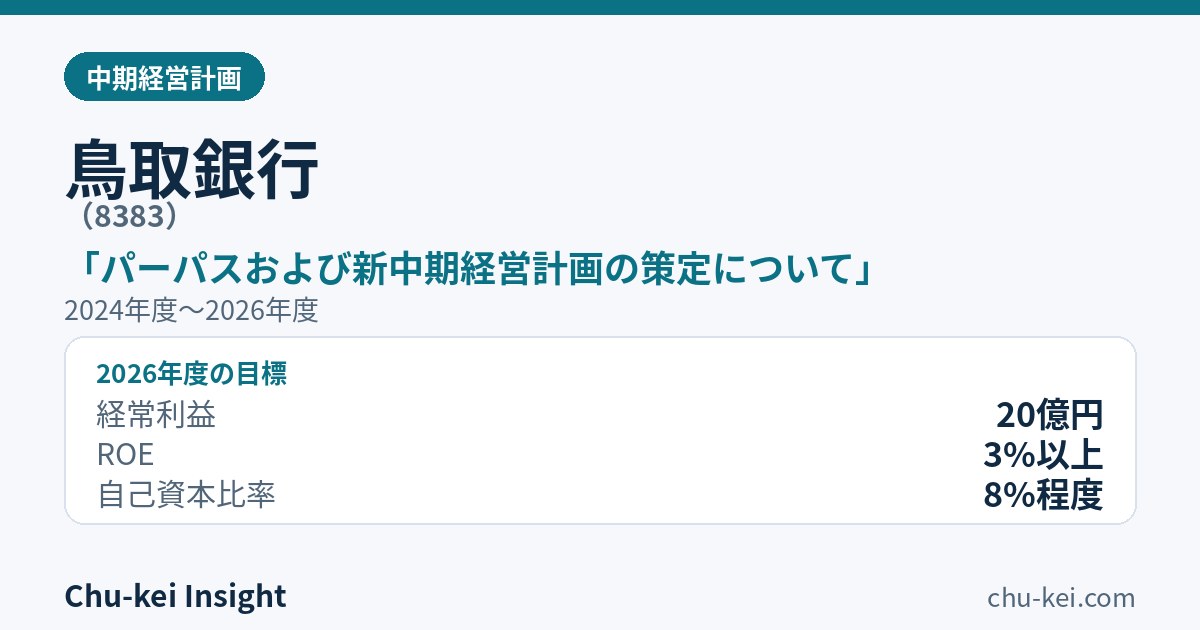 中期経営計画
鳥取銀行
（8383）
「パーパスおよび新中期経営計画の策定について」
2024年度～2026年度
2026年度の目標
経常利益 20億円
ROE 3%以上
自己資本比率 8%程度
Chu-kei Insight chu-kei.com